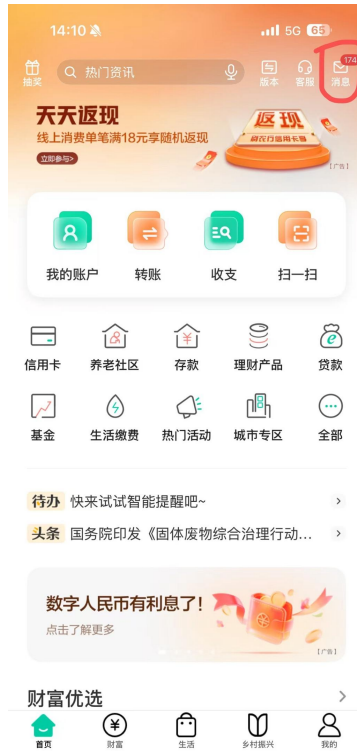 14:10 5G 65
抽奖 热门资讯 版本 客服 消息 174
天天返现
线上消费单笔满18元享随机返现
立即参与>
返现
[广告]
我的账户 转账 收支 扫一扫
信用卡 养老社区 存款 理财产品 贷款
基金 生活缴费 热门活动 城市专区 全部
待办 快来试试智能提醒吧~
头条 国务院印发《固体废物综合治理行动...
数字人民币有利息了!
点击了解更多
[广告]
财富优选
首页 财富 生活 乡村振兴 我的